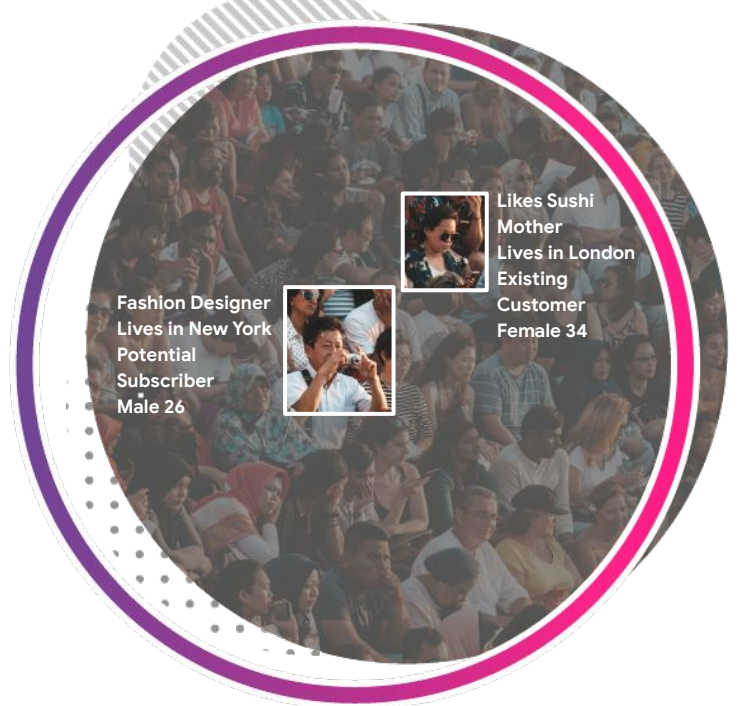 Likes Sushi
Mother
Lives in London
Existing
Customer
Female 34
Fashion Designer
Lives in New York
Potential
Subscriber
Male 26